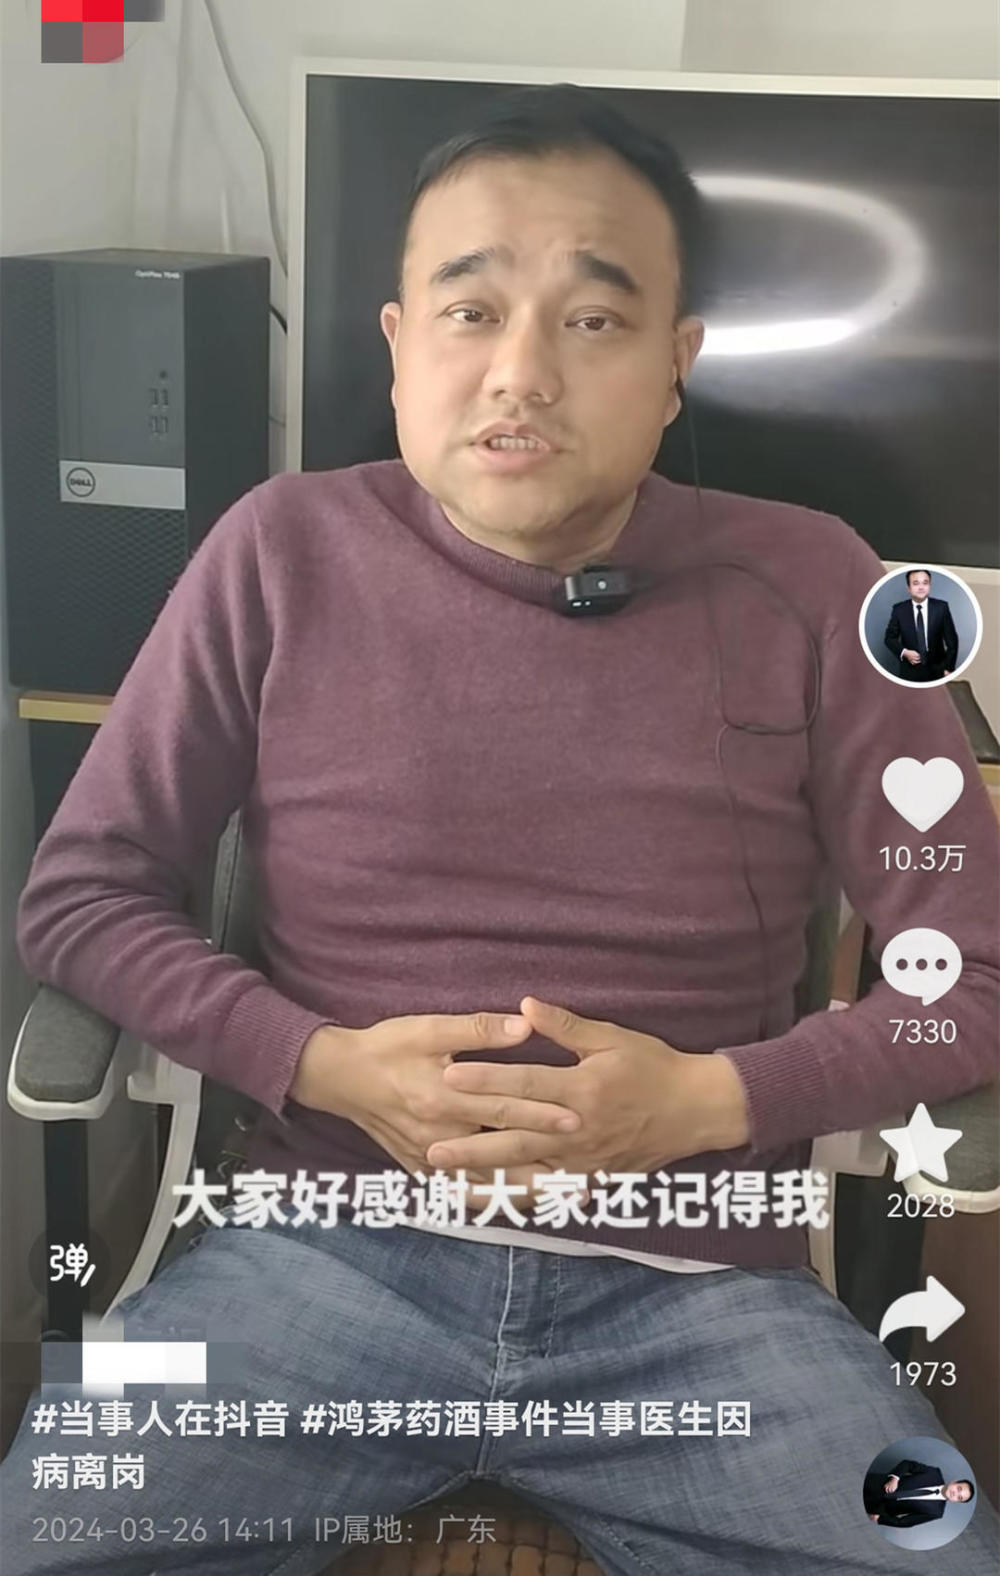 OptiPlex 7040
DELL
10.3万
7330
大家好感谢大家还记得我
2028
弹
1973
#当事人在抖音 #鸿茅药酒事件当事医生因
病离岗
2024-03-26 14:11 IP属地：广东